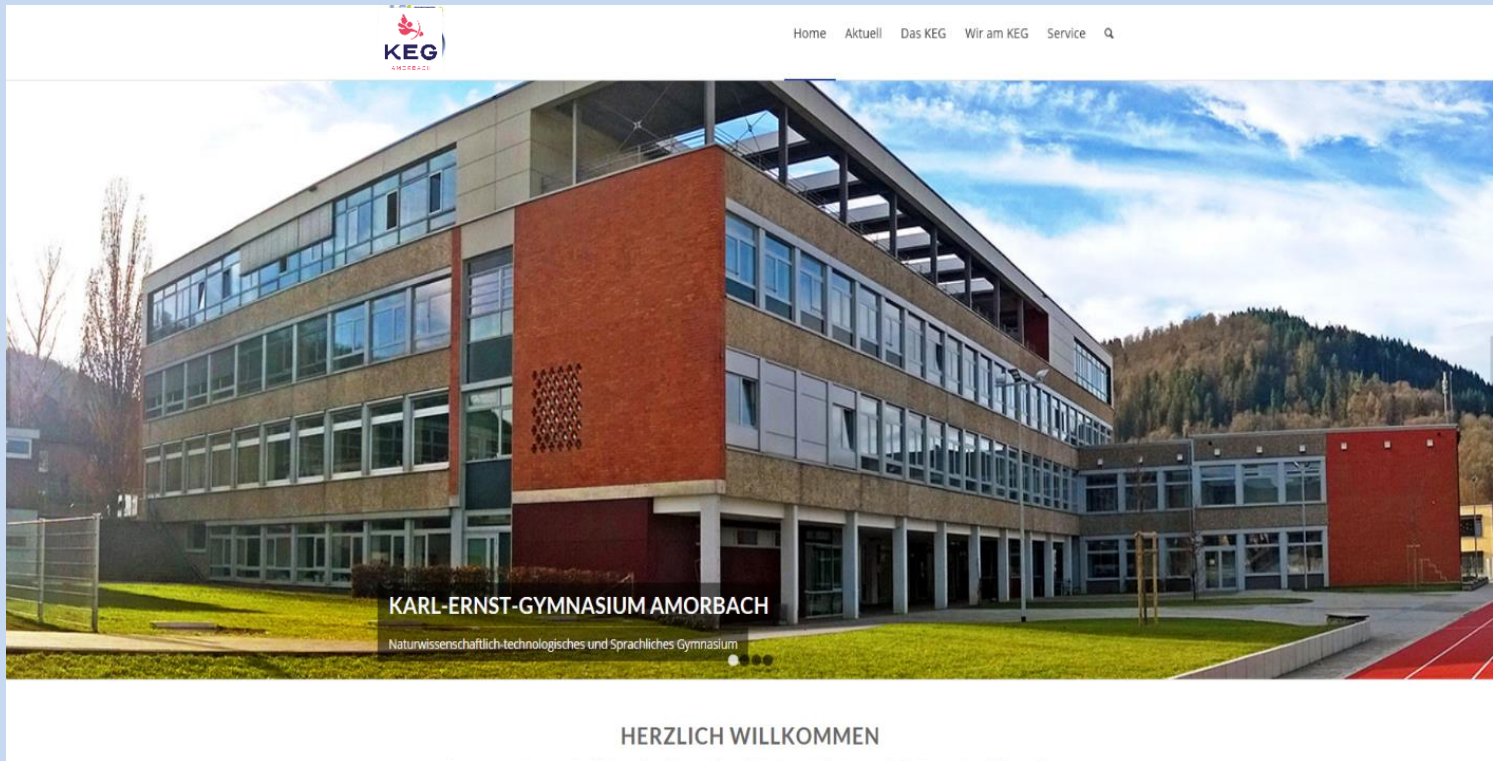 KEG
AMORBACH
Home Aktuell Das KEG Wir am KEG Service
KARL-ERNST-GYMNASIUM AMORBACH
Naturwissenschaftlich-technologisches und Sprachliches Gymnasium
HERZLICH WILLKOMMEN